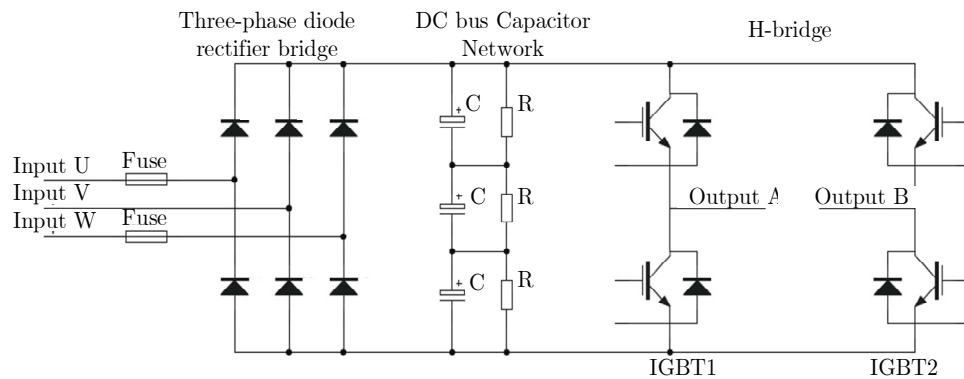 Three-phase diode
rectifier bridge
DC bus Capacitor
Network
H-bridge
C
R
Input U
Fuse
Input V
Input W
Fuse
C
R
Output A
Output B
C
R
IGBT1
IGBT2